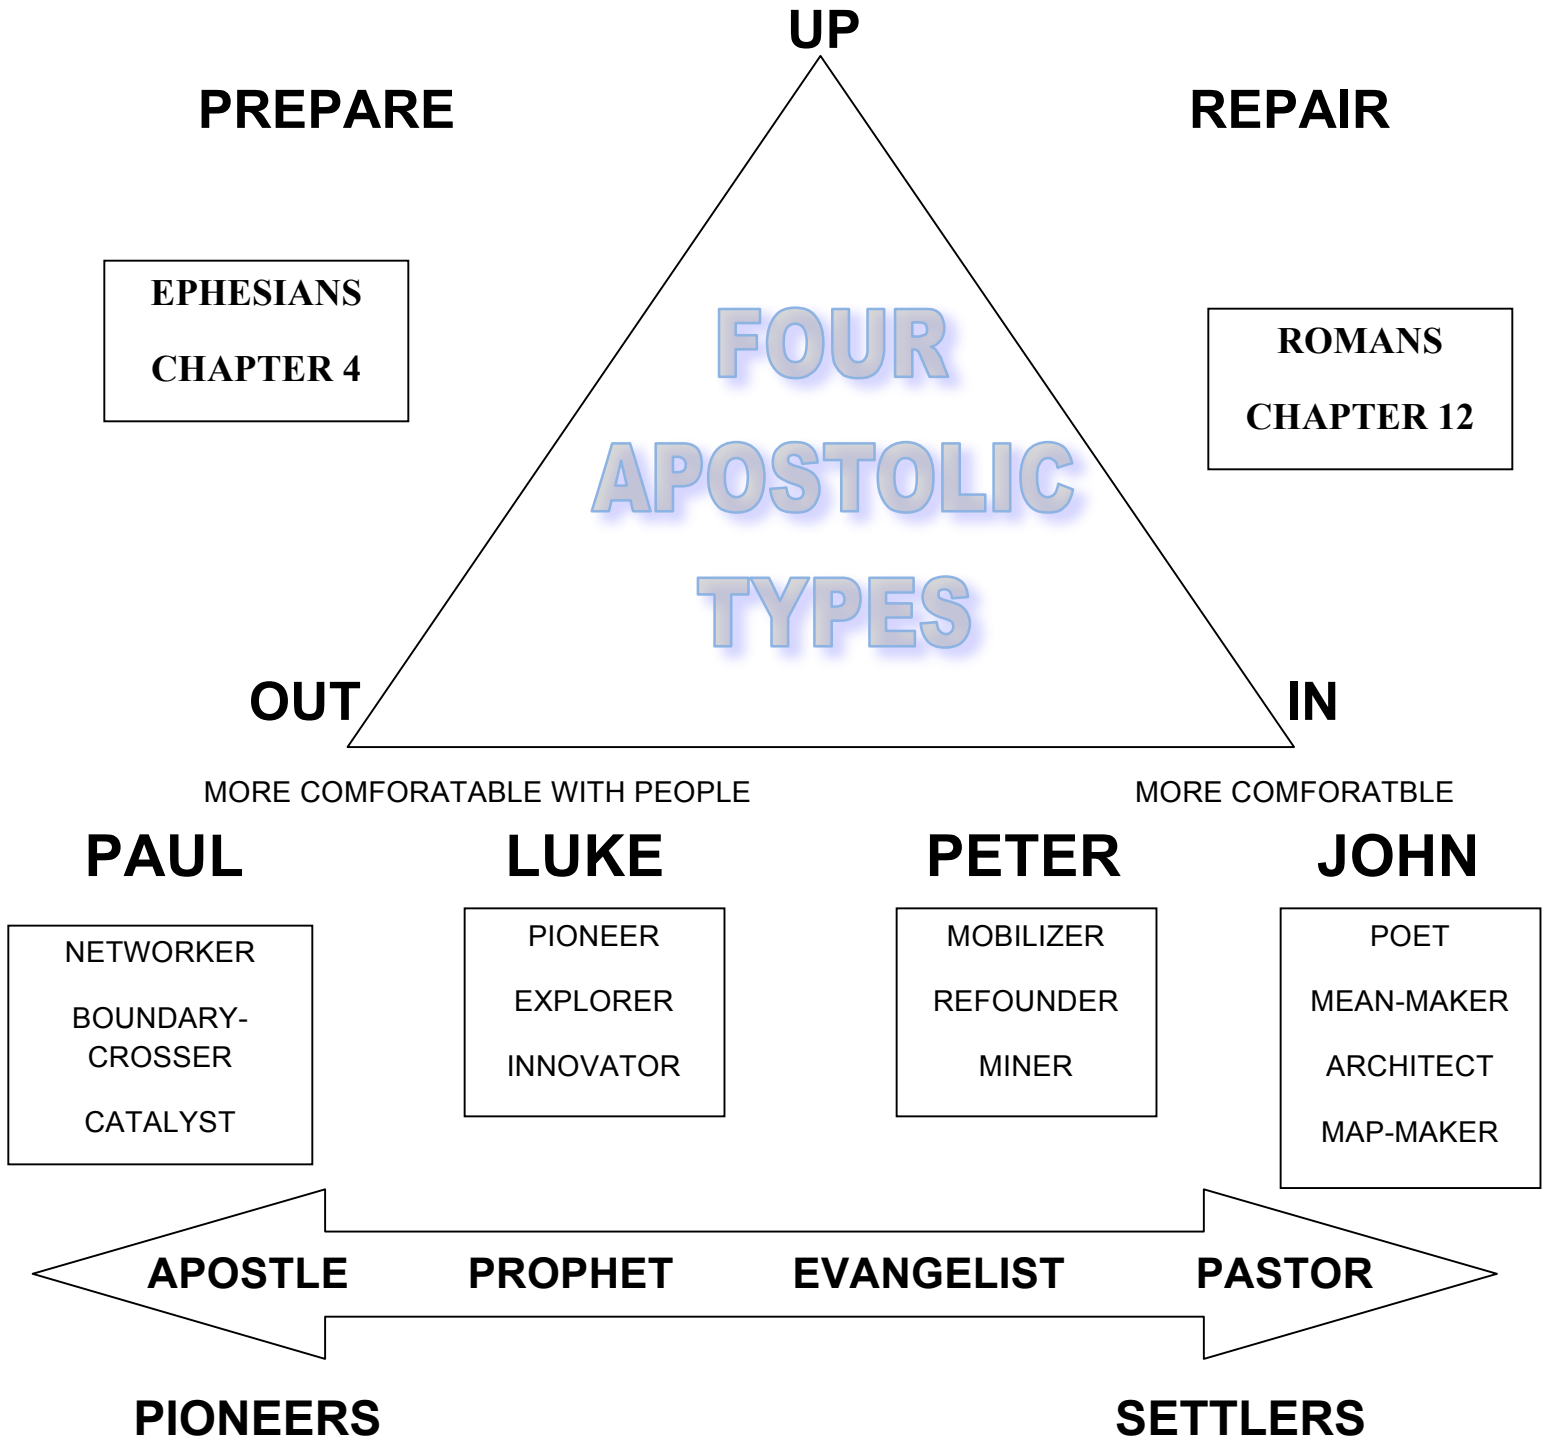 UP
PREPARE
REPAIR
EPHESIANS
CHAPTER 4
ROMANS
CHAPTER 12
FOUR
APOSTOLIC
TYPES
OUT
IN
MORE COMFORATABLE WITH PEOPLE
MORE COMFORATBLE
PAUL
LUKE
PETER
JOHN
NETWORKER
BOUNDARY-
CROSSER
CATALYST
PIONEER
EXPLORER
INNOVATOR
MOBILIZER
REFOUNDER
MINER
POET
MEAN-MAKER
ARCHITECT
MAP-MAKER
APOSTLE
PROPHET
EVANGELIST
PASTOR
PIONEERS
SETTLERS